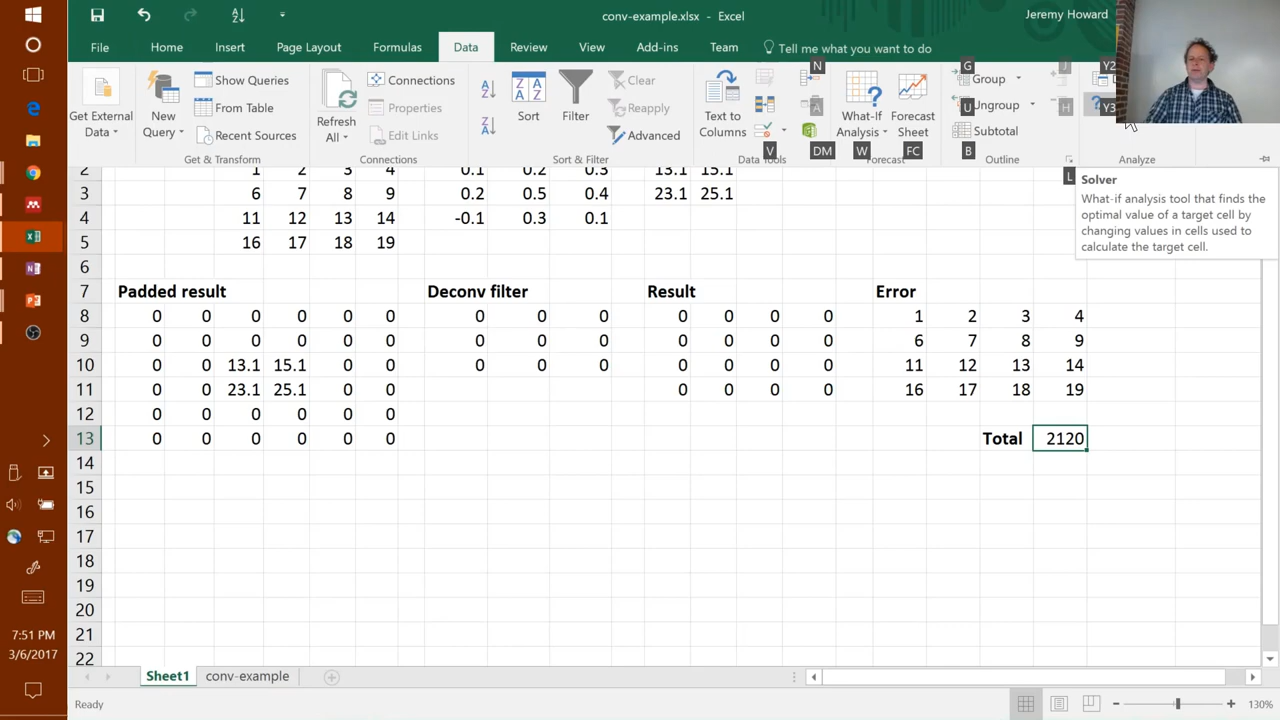 conv-example.xlsx - Excel
Jeremy Howard
File Home Insert Page Layout Formulas Data Review View Add-ins Team Tell me what you want to do
Get External Data
New Query
Show Queries
From Table
Recent Sources
Get & Transform
Refresh All
Connections
Properties
Edit Links
Connections
Sort
Filter
Clear
Reapply
Advanced
Sort & Filter
Text to Columns
N
A
V
DM
Data Tools
What-If Analysis
W
Forecast Sheet
FC
Forecast
G
Group
J
U
Ungroup
H
B
Subtotal
Outline
L
Y2
Y3
Analyze
Solver
What-if analysis tool that finds the
optimal value of a target cell by
changing values in cells used to
calculate the target cell.
2 1 2 3 4 0.1 0.2 0.3 13.1 15.1
3 6 7 8 9 0.2 0.5 0.4 23.1 25.1
4 11 12 13 14 -0.1 0.3 0.1
5 16 17 18 19
6
7 Padded result Deconv filter Result Error
8 0 0 0 0 0 0 0 0 0 0 0 0 0 1 2 3 4
9 0 0 0 0 0 0 0 0 0 0 0 0 0 6 7 8 9
10 0 0 13.1 15.1 0 0 0 0 0 0 0 0 0 11 12 13 14
11 0 0 23.1 25.1 0 0 0 0 0 0 16 17 18 19
12 0 0 0 0 0 0
13 0 0 0 0 0 0 Total 2120
14
15
16
17
18
19
20
21
22
7:51 PM
3/6/2017
Sheet1 conv-example
Ready
130%